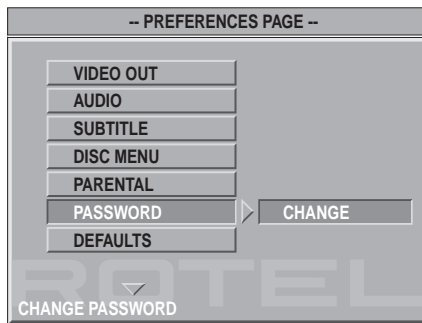 -- PREFERENCES PAGE --
VIDEO OUT
AUDIO
SUBTITLE
DISC MENU
PARENTAL
PASSWORD
CHANGE
DEFAULTS
ROTEL
CHANGE PASSWORD